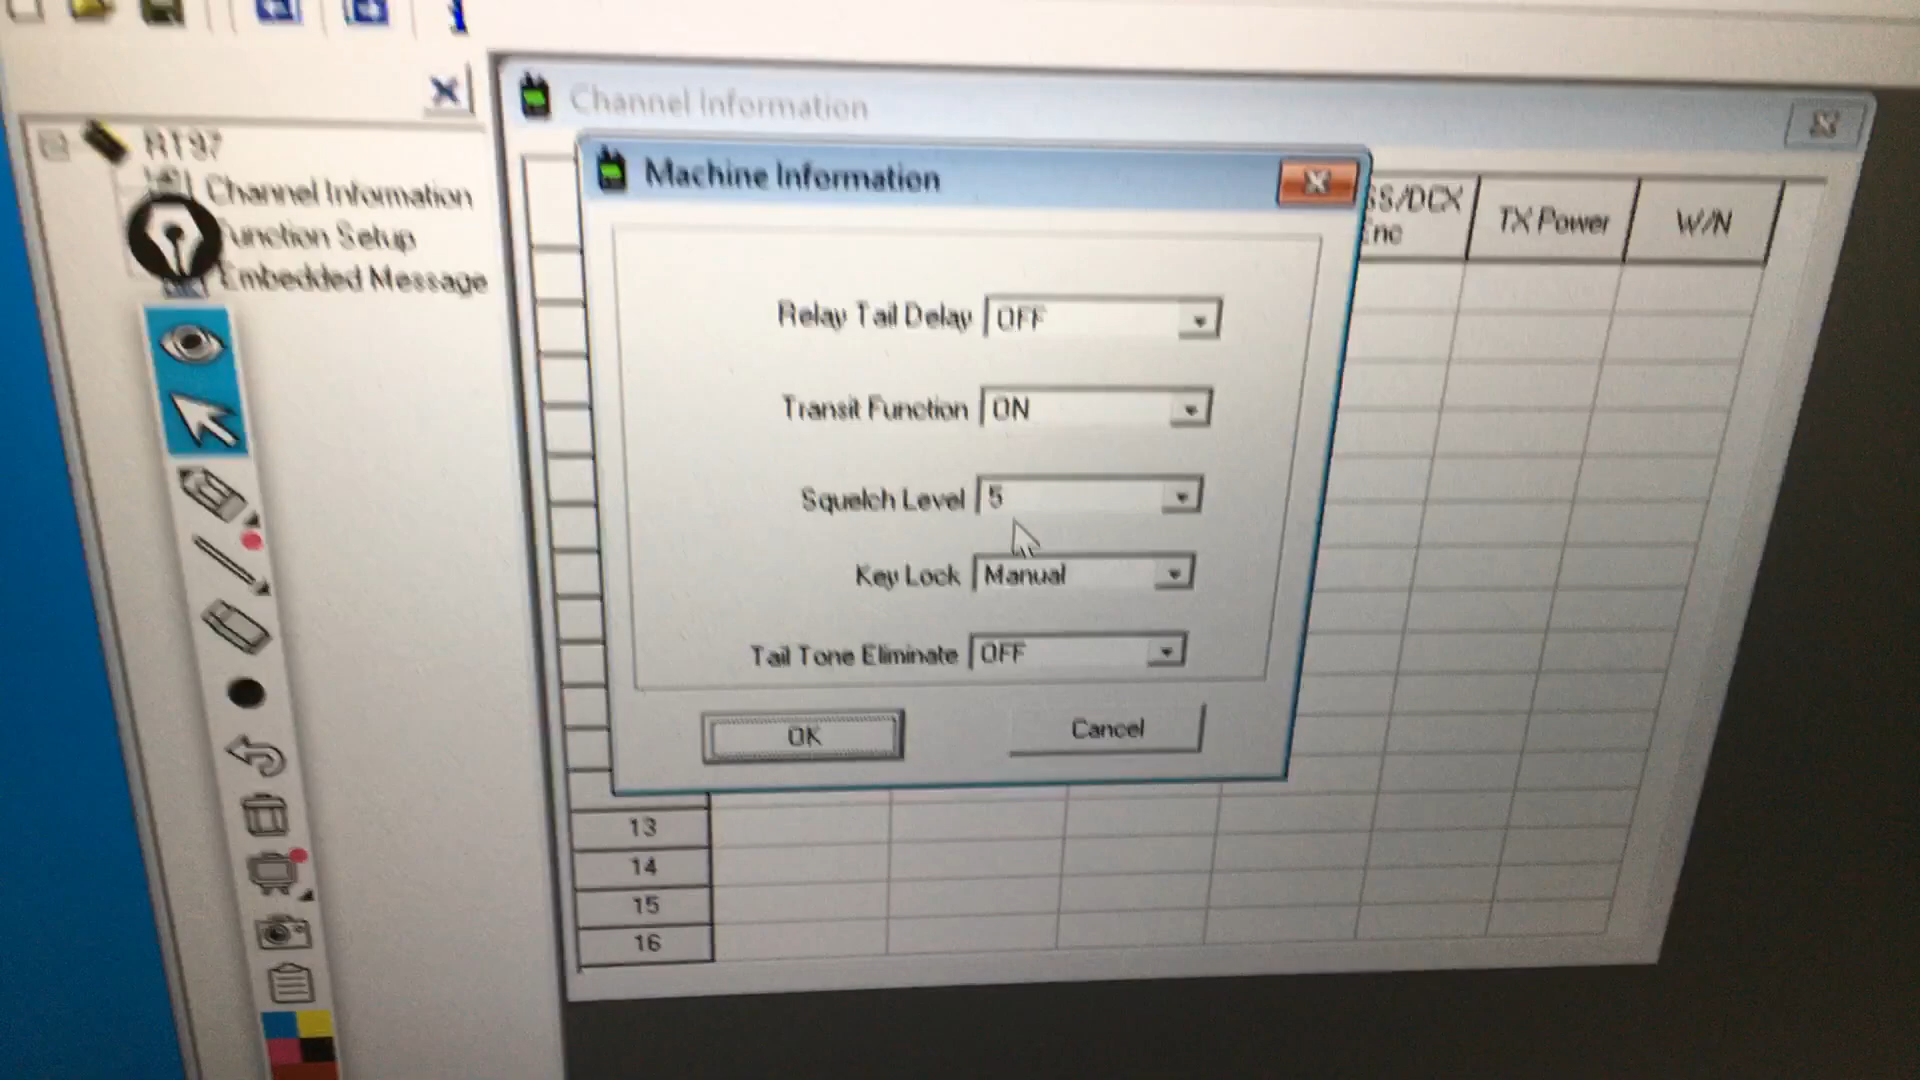 Channel Information
RT97
Channel Information
Function Setup
Embedded Message
Machine Information
TX Power
W/N
Relay Tail Delay OFF
Transit Function ON
Squelch Level 5
Key Lock Manual
Tail Tone Eliminate OFF
OK
Cancel
13
14
15
16